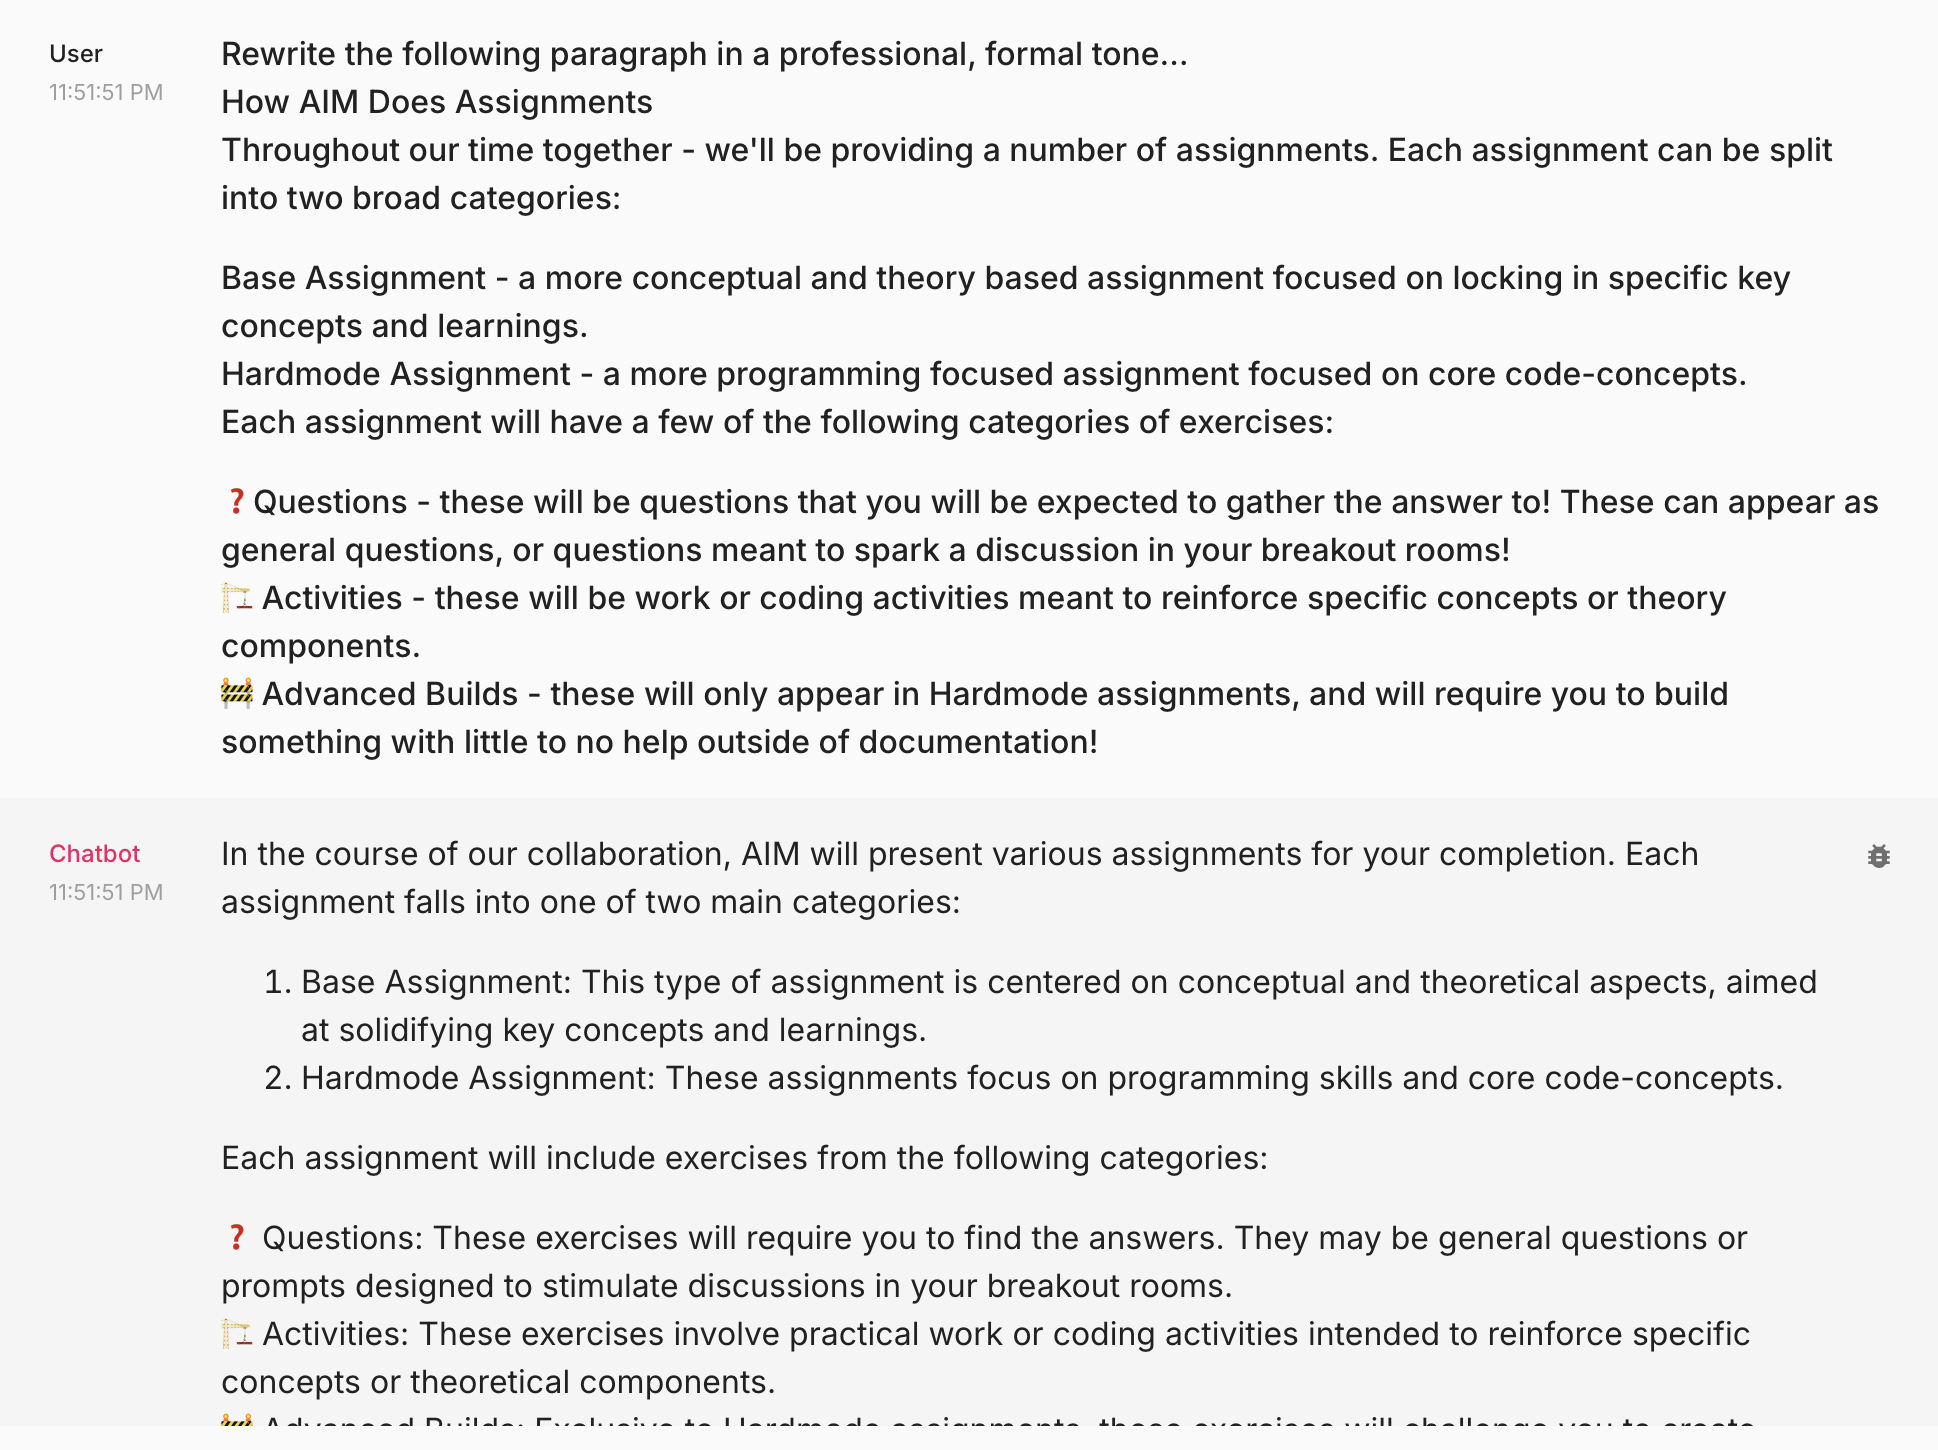 User
11:51:51 PM
Rewrite the following paragraph in a professional, formal tone...
How AIM Does Assignments
Throughout our time together - we'll be providing a number of assignments. Each assignment can be split
into two broad categories:
Base Assignment - a more conceptual and theory based assignment focused on locking in specific key
concepts and learnings.
Hardmode Assignment - a more programming focused assignment focused on core code-concepts.
Each assignment will have a few of the following categories of exercises:
❓Questions - these will be questions that you will be expected to gather the answer to! These can appear as
general questions, or questions meant to spark a discussion in your breakout rooms!
🏗️ Activities - these will be work or coding activities meant to reinforce specific concepts or theory
components.
🚧 Advanced Builds - these will only appear in Hardmode assignments, and will require you to build
something with little to no help outside of documentation!
Chatbot
11:51:51 PM
In the course of our collaboration, AIM will present various assignments for your completion. Each
assignment falls into one of two main categories:
1. Base Assignment: This type of assignment is centered on conceptual and theoretical aspects, aimed
at solidifying key concepts and learnings.
2. Hardmode Assignment: These assignments focus on programming skills and core code-concepts.
Each assignment will include exercises from the following categories:
❓ Questions: These exercises will require you to find the answers. They may be general questions or
prompts designed to stimulate discussions in your breakout rooms.
🏗️ Activities: These exercises involve practical work or coding activities intended to reinforce specific
concepts or theoretical components.
🚧 Advanced Builds: Exclusive to Hardmode assignments, these exercises will challenge you to create